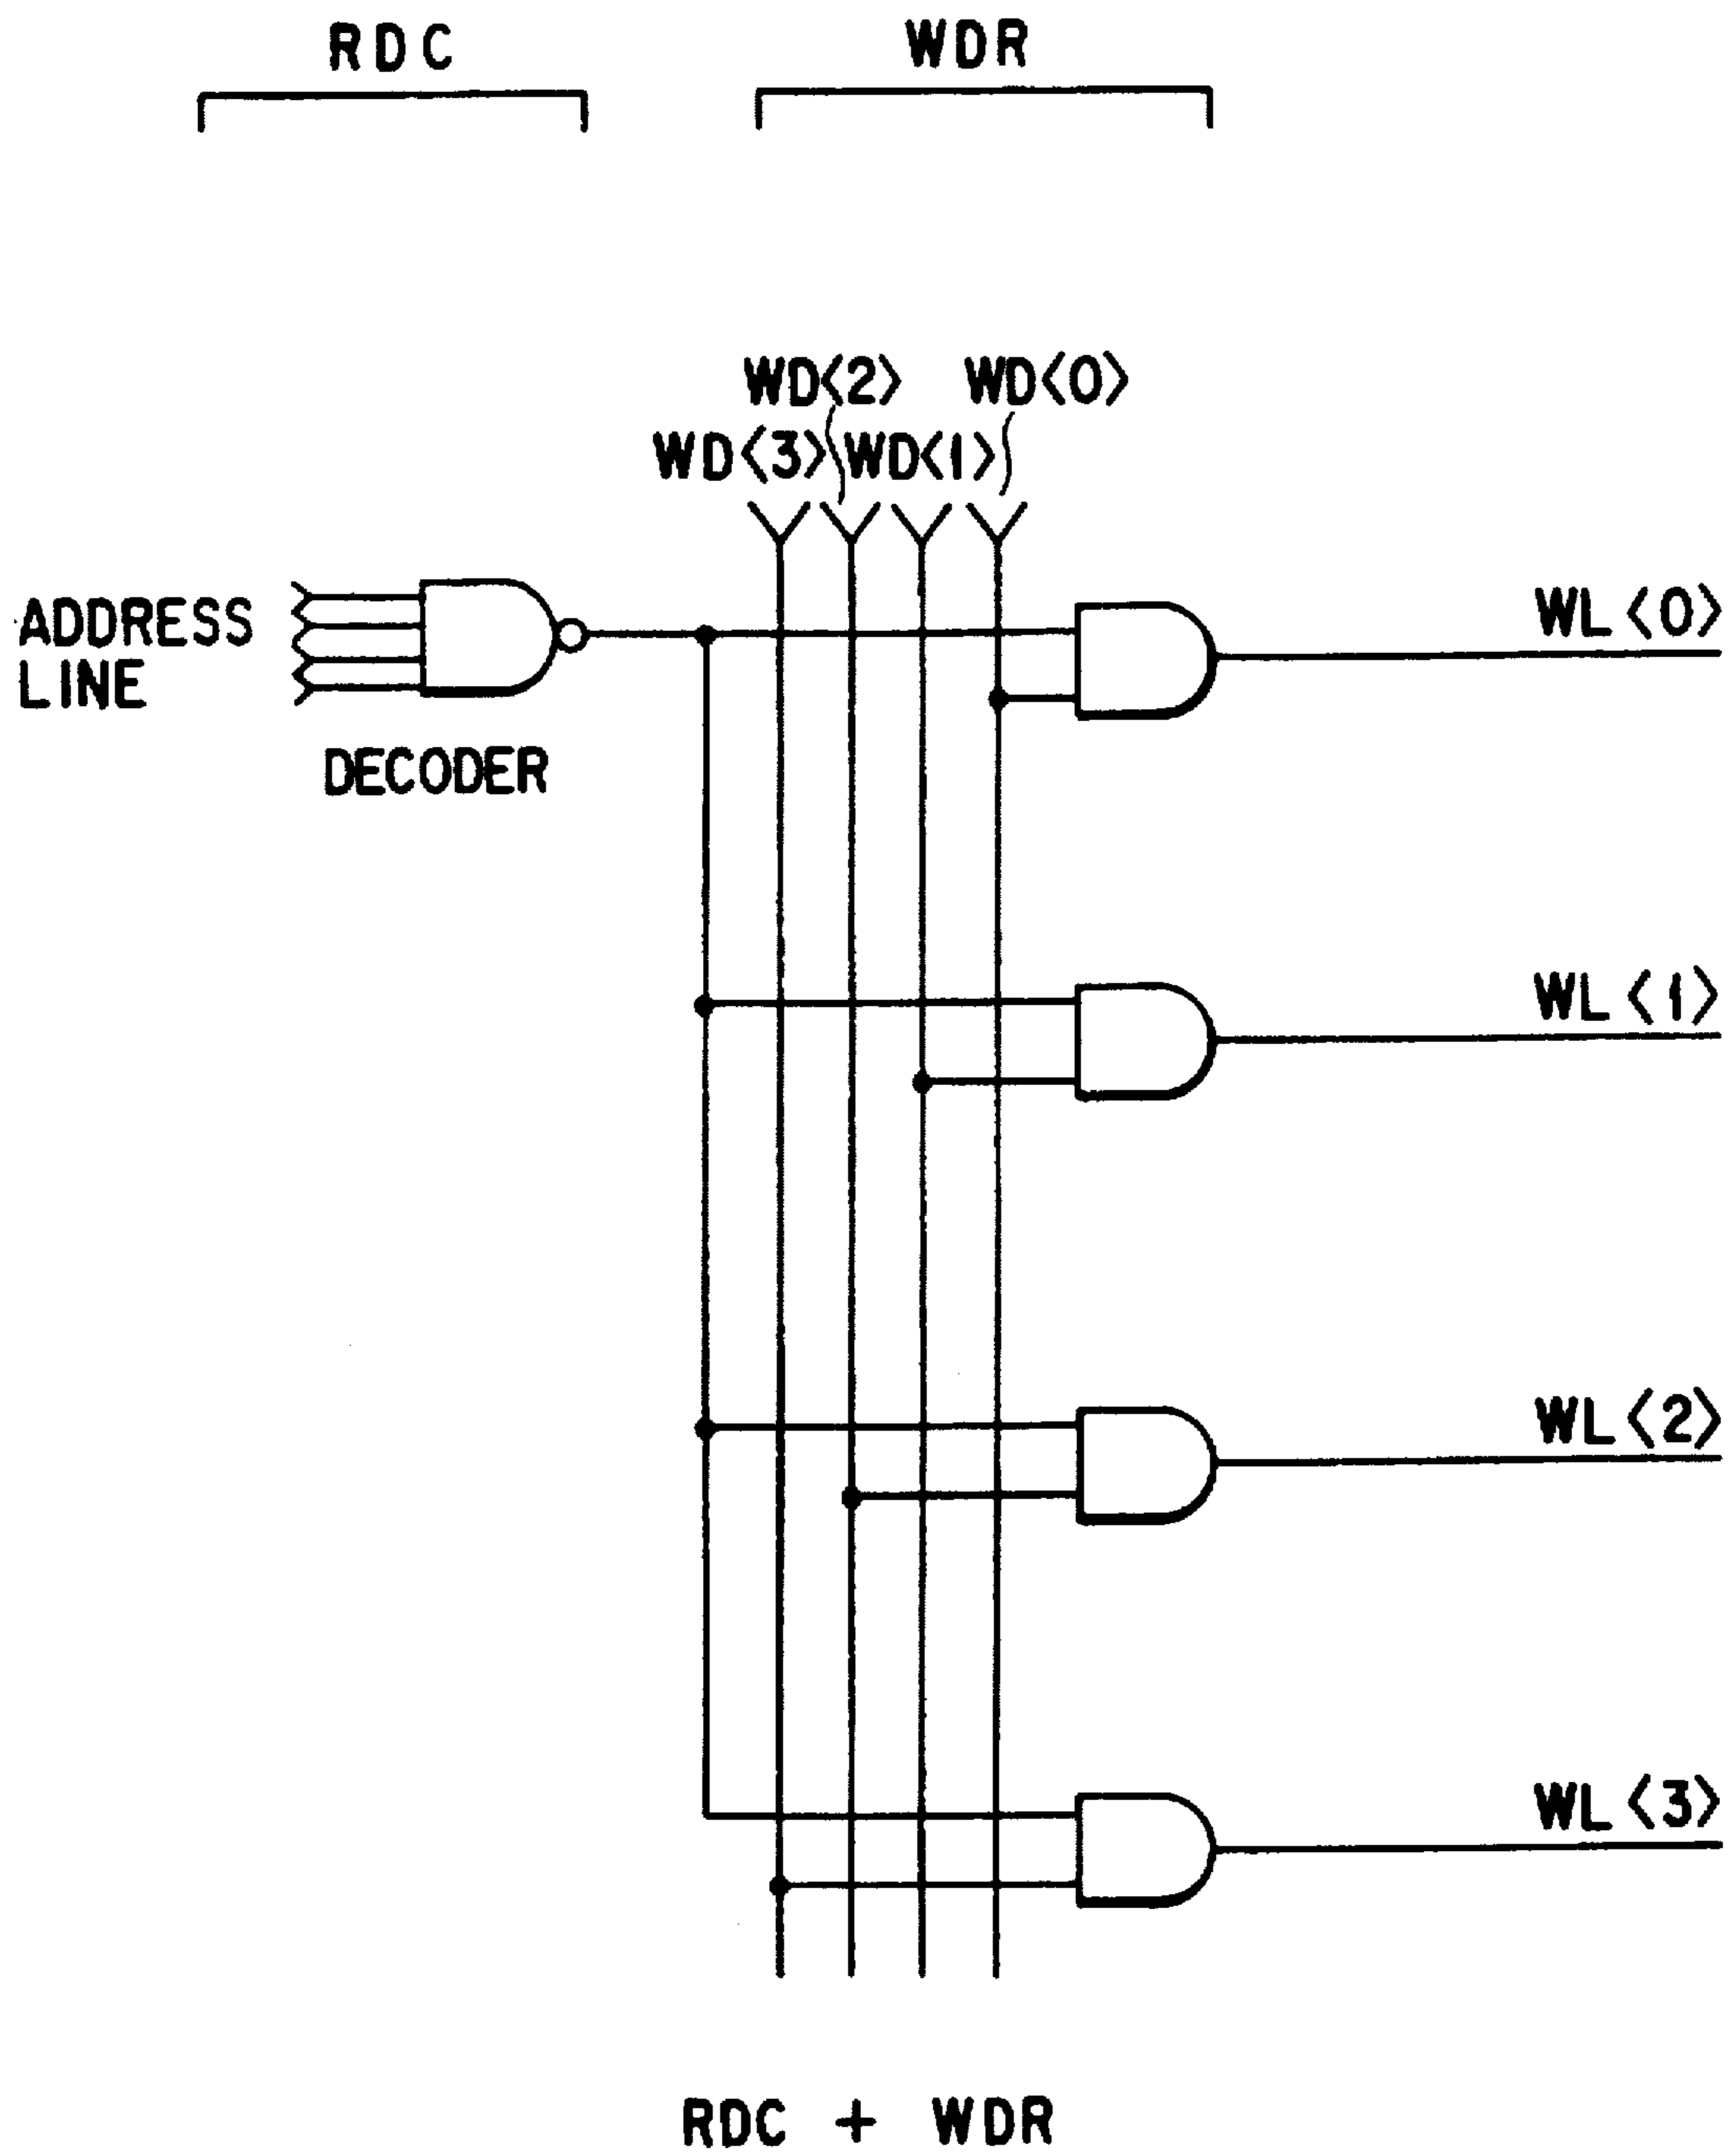 RDC
WDR
WD〈2〉 WD〈0〉
WD〈3〉 WD〈1〉
ADDRESS
LINE
DECODER
WL〈0〉
WL〈1〉
WL〈2〉
WL〈3〉
RDC + WDR